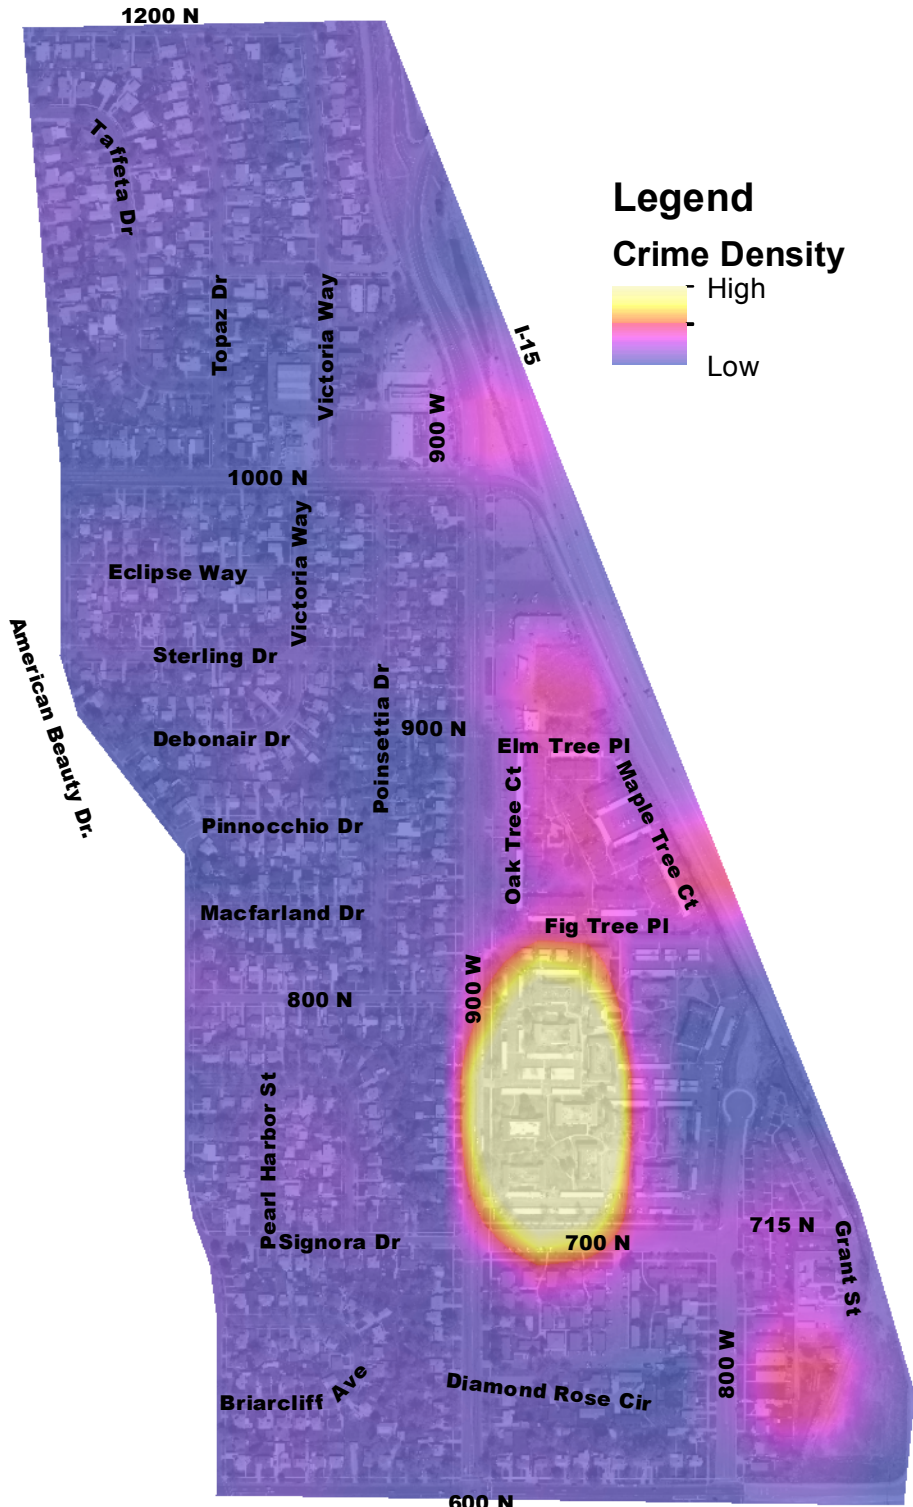 1200 N
Taffeta Dr
Legend
Crime Density
High
Low
Topaz Dr
Victoria Way
I-15
900 W
1000 N
Victoria Way
Eclipse Way
American Beauty Dr.
Sterling Dr
Poinsettia Dr
900 N
Debonair Dr
Elm Tree Pl
Oak Tree Ct
Maple Tree Ct
Pinnocchio Dr
Macfarland Dr
Fig Tree Pl
900 W
800 N
Pearl Harbor St
715 N
Grant St
Signora Dr
700 N
800 W
Briarcliff Ave
Diamond Rose Cir
600 N